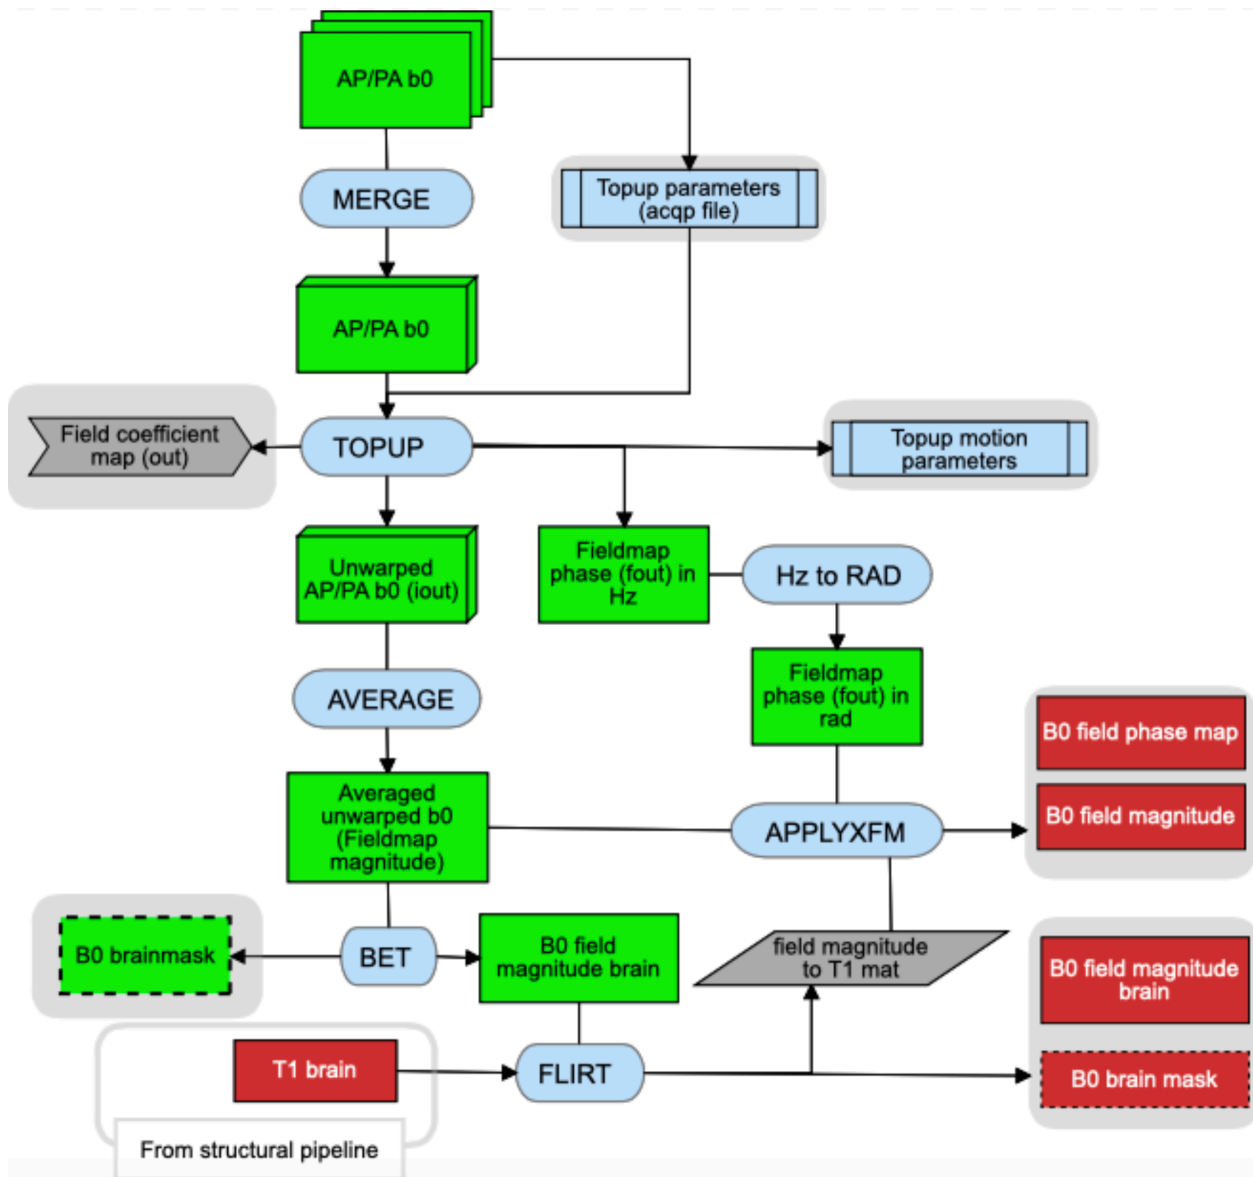 AP/PA b0
MERGE
Topup parameters
(acqp file)
AP/PA b0
Field coefficient
map (out)
TOPUP
Topup motion
parameters
Unwarped
AP/PA b0 (iout)
Fieldmap
phase (fout) in
Hz
Hz to RAD
AVERAGE
Fieldmap
phase (fout) in
rad
B0 field phase map
B0 field magnitude
Averaged
unwarped b0
(Fieldmap
magnitude)
APPLYXFM
B0 brainmask
BET
B0 field
magnitude brain
field magnitude
to T1 mat
B0 field magnitude
brain
T1 brain
FLIRT
B0 brain mask
From structural pipeline